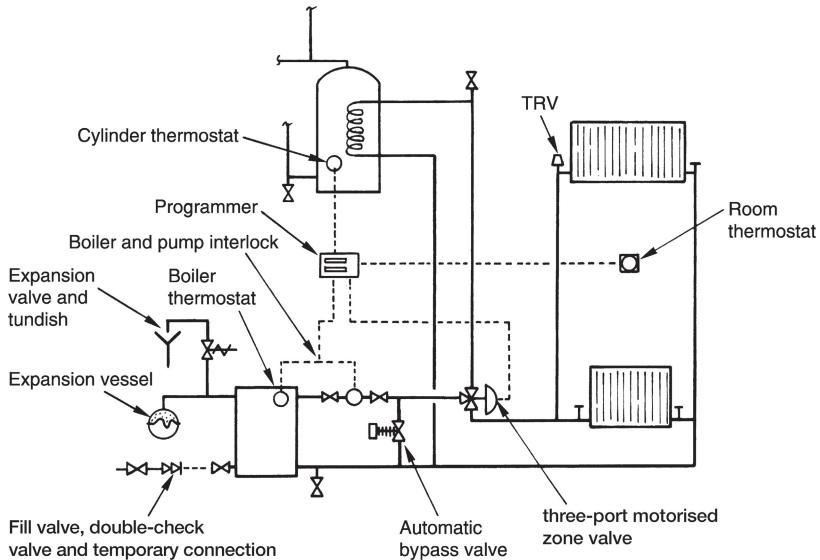 TRV
Cylinder thermostat
Programmer
Room
thermostat
Boiler and pump interlock
Expansion
valve and
tundish
Boiler
thermostat
Expansion vessel
Fill valve, double-check
valve and temporary connection
Automatic
bypass valve
three-port motorised
zone valve